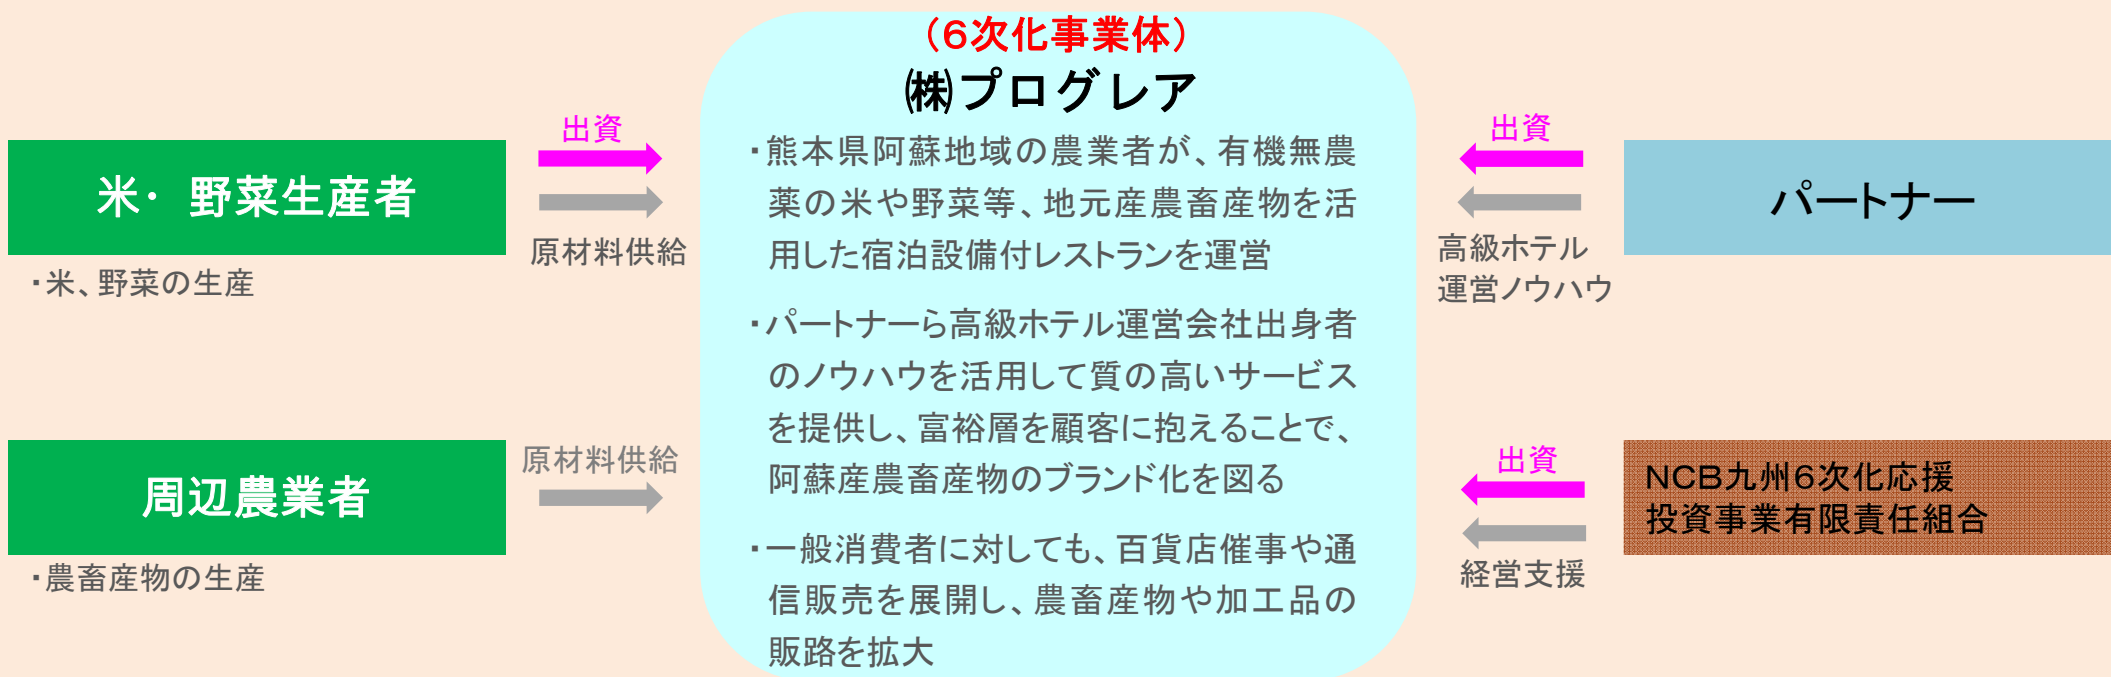 (6次化事業体)
㈱プログレア
・熊本県阿蘇地域の農業者が、有機無農
薬の米や野菜等、地元産農畜産物を活
用した宿泊設備付レストランを運営
・パートナーら高級ホテル運営会社出身者
のノウハウを活用して質の高いサービス
を提供し、富裕層を顧客に抱えることで、
阿蘇産農畜産物のブランド化を図る
・一般消費者に対しても、百貨店催事や通
信販売を展開し、農畜産物や加工品の
販路を拡大
米・ 野菜生産者
・米、野菜の生産
出資
原材料供給
周辺農業者
・農畜産物の生産
原材料供給
出資
高級ホテル
運営ノウハウ
パートナー
出資
経営支援
NCB九州6次化応援
投資事業有限責任組合